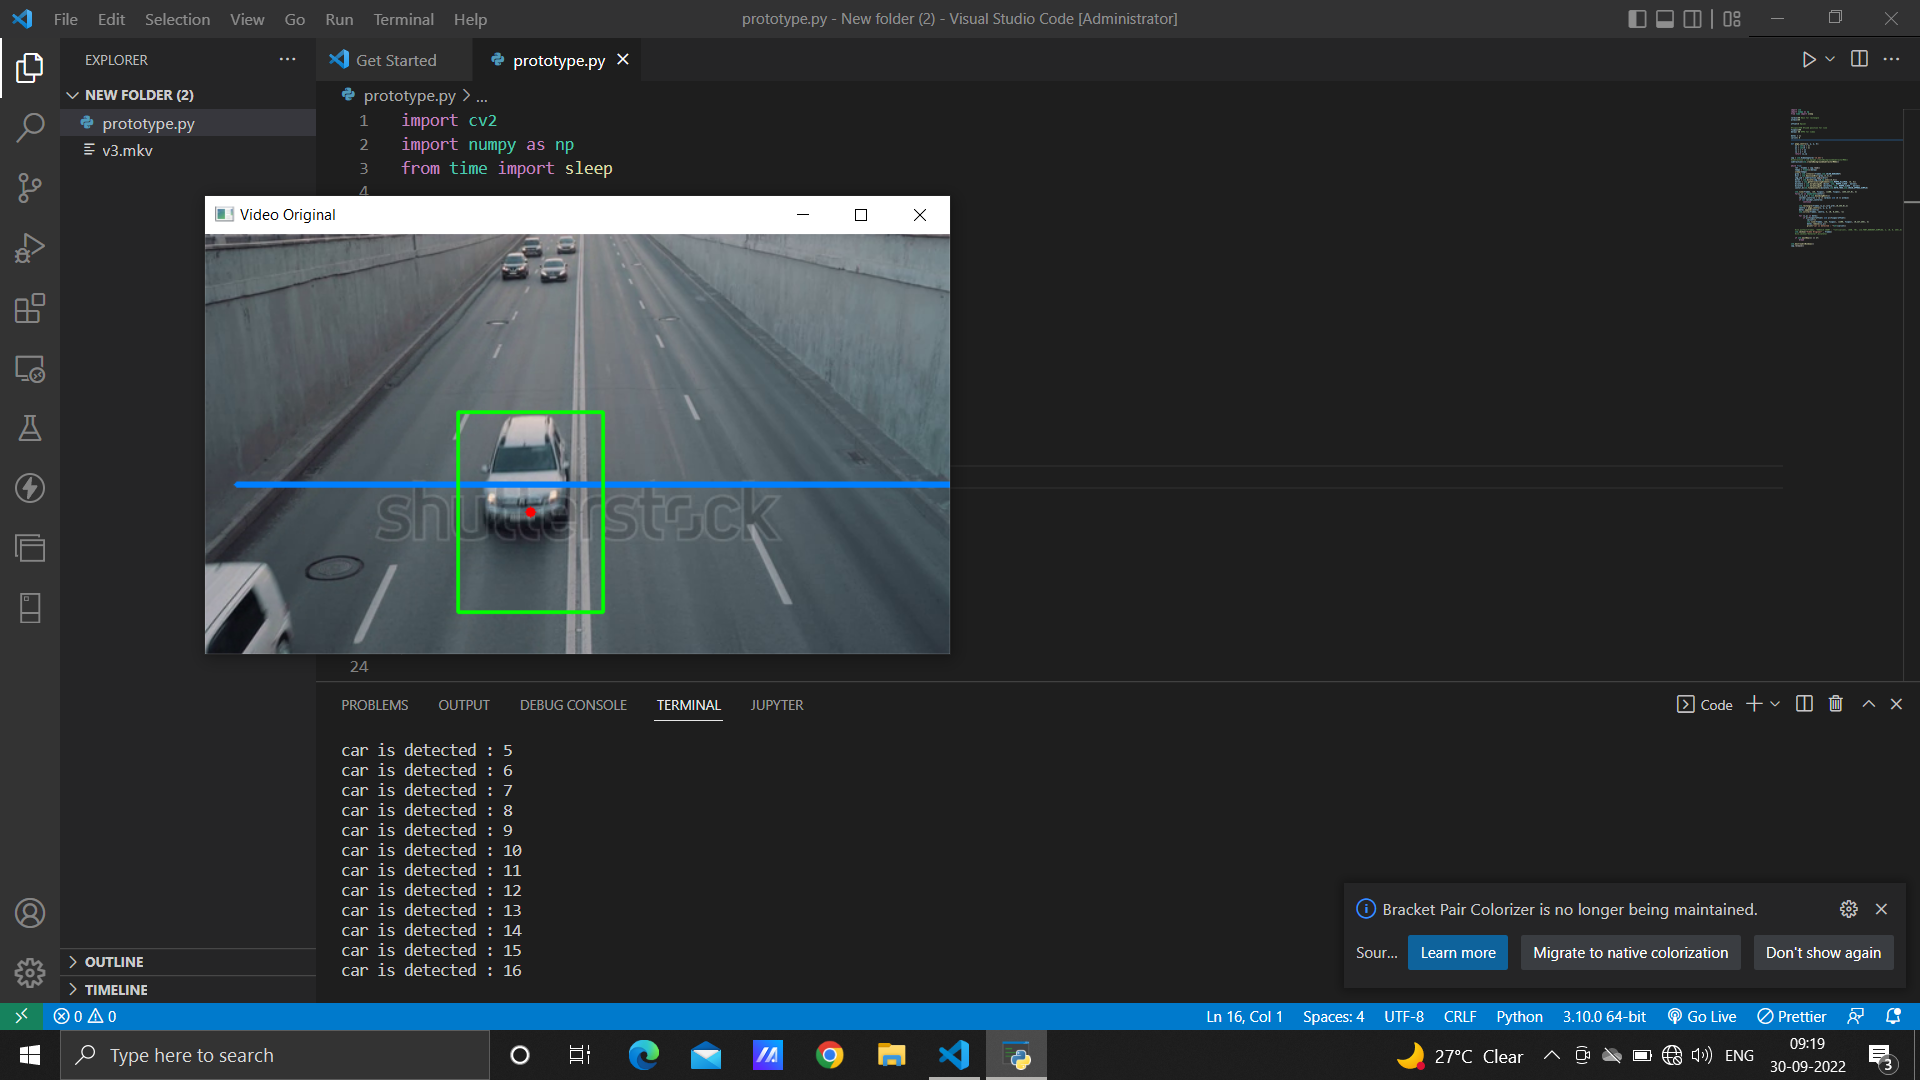 File Edit Selection View Go Run Terminal Help
prototype.py - New folder (2) - Visual Studio Code [Administrator]
EXPLORER
Get Started
prototype.py
NEW FOLDER (2)
prototype.py
v3.mkv
prototype.py > ...
1 import cv2
2 import numpy as np
3 from time import sleep
4
Video Original
shutterstock
24
PROBLEMS OUTPUT DEBUG CONSOLE TERMINAL JUPYTER
Code
car is detected : 5
car is detected : 6
car is detected : 7
car is detected : 8
car is detected : 9
car is detected : 10
car is detected : 11
car is detected : 12
car is detected : 13
car is detected : 14
car is detected : 15
car is detected : 16
Bracket Pair Colorizer is no longer being maintained.
Sour... Learn more Migrate to native colorization Don't show again
OUTLINE
TIMELINE
0 0
Ln 16, Col 1 Spaces: 4 UTF-8 CRLF Python 3.10.0 64-bit Go Live Prettier
Type here to search
27°C Clear
ENG
09:19
30-09-2022
3